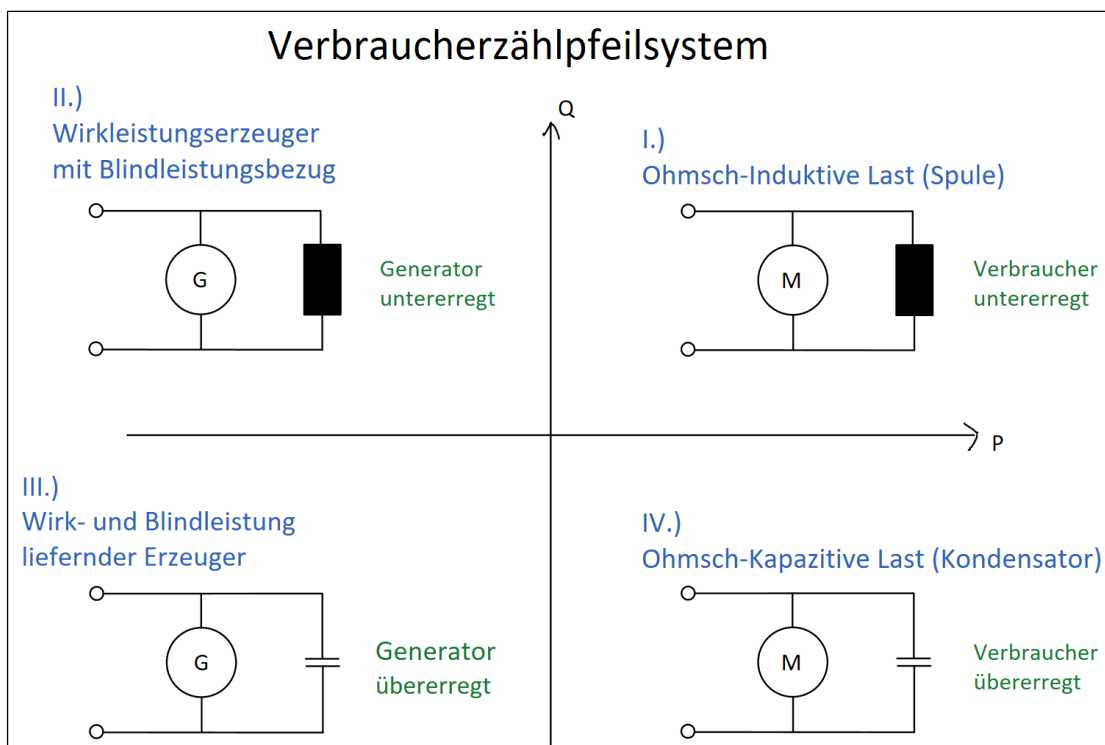 Verbraucherzählpfeilsystem
II.)
Wirkleistungserzeuger
mit Blindleistungsbezug
G
Generator
untererregt
Q
I.)
Ohmsch-Induktive Last (Spule)
M
Verbraucher
untererregt
P
III.)
Wirk- und Blindleistung
liefernder Erzeuger
G
Generator
übererregt
IV.)
Ohmsch-Kapazitive Last (Kondensator)
M
Verbraucher
übererregt